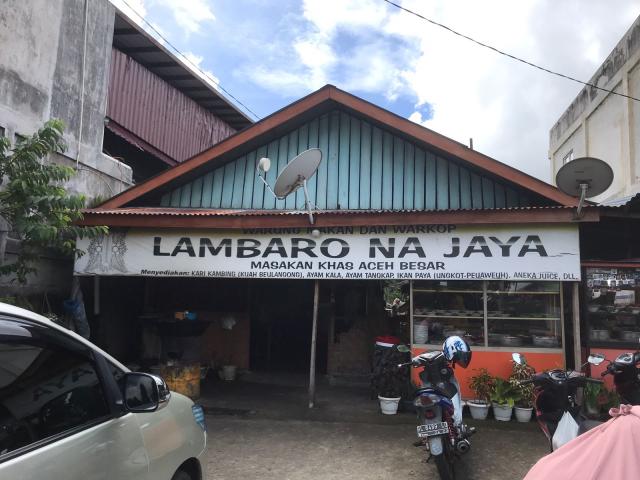 WARUNG MAKAN DAN WARKOP
LAMBARO NA JAYA
MASAKAN KHAS ACEH BESAR
Menyediakan: KARI KAMBING (KUAH BEULANGONG), AYAM KALA, AYAM TANGKAP, IKAN PAYA (UNGKOT-PEUAWEUH), ANEKA JUICE, DLL.